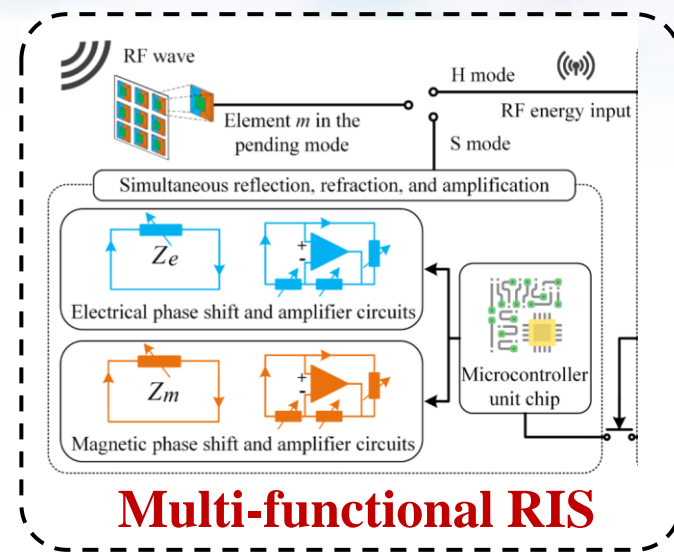 RF wave
H mode
RF energy input
Element m in the
pending mode
S mode
Simultaneous reflection, refraction, and amplification
Ze
+
-
Electrical phase shift and amplifier circuits
Microcontroller
unit chip
Zm
+
-
Magnetic phase shift and amplifier circuits
Multi-functional RIS